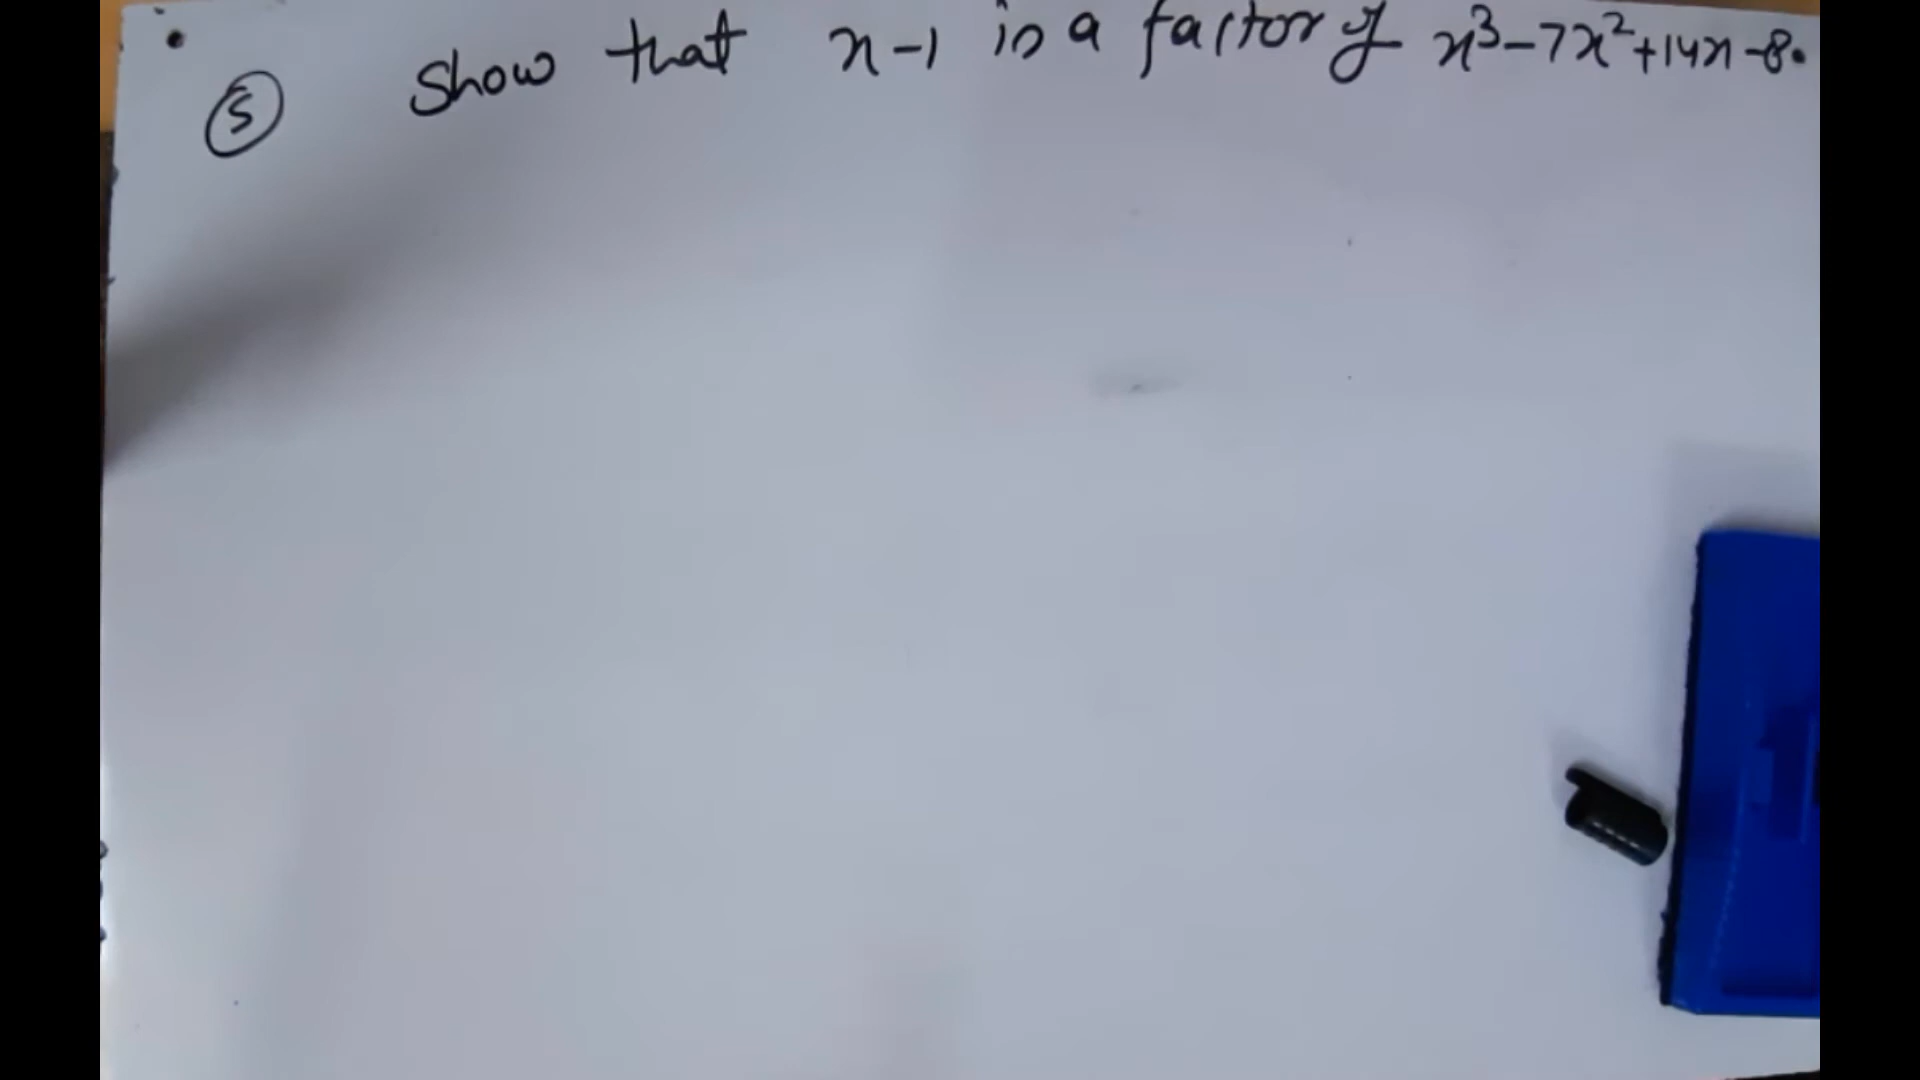 ⑤ Show that x-1 is a factor of x³-7x²+14x-8.